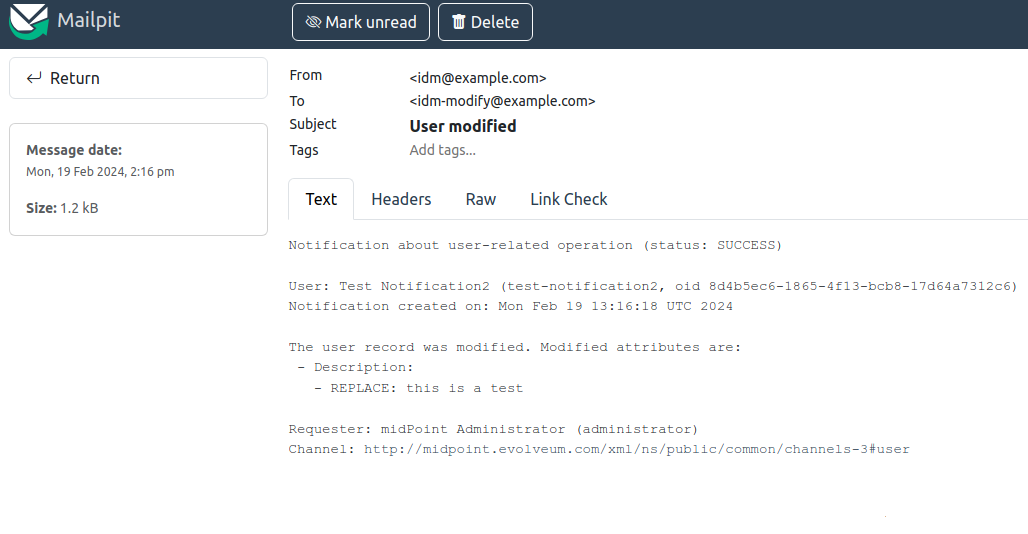 Mailpit
Mark unread
Delete
Return
Message date:
Mon, 19 Feb 2024, 2:16 pm
Size: 1.2 kB
From <idm@example.com>
To <idm-modify@example.com>
Subject User modified
Tags Add tags...
Text Headers Raw Link Check
Notification about user-related operation (status: SUCCESS)
User: Test Notification2 (test-notification2, oid 8d4b5ec6-1865-4f13-bcb8-17d64a7312c6)
Notification created on: Mon Feb 19 13:16:18 UTC 2024
The user record was modified. Modified attributes are:
- Description:
- REPLACE: this is a test
Requester: midPoint Administrator (administrator)
Channel: http://midpoint.evolveum.com/xml/ns/public/common/channels-3#user